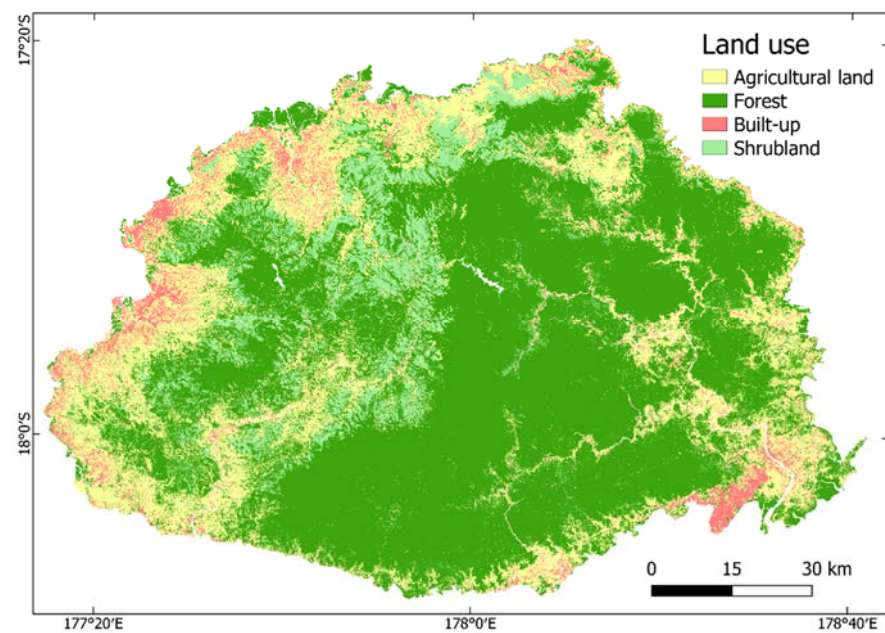 17°20'S
Land use
Agricultural land
Forest
Built-up
Shrubland
18°0'S
0 15 30 km
177°20'E 178°0'E 178°40'E